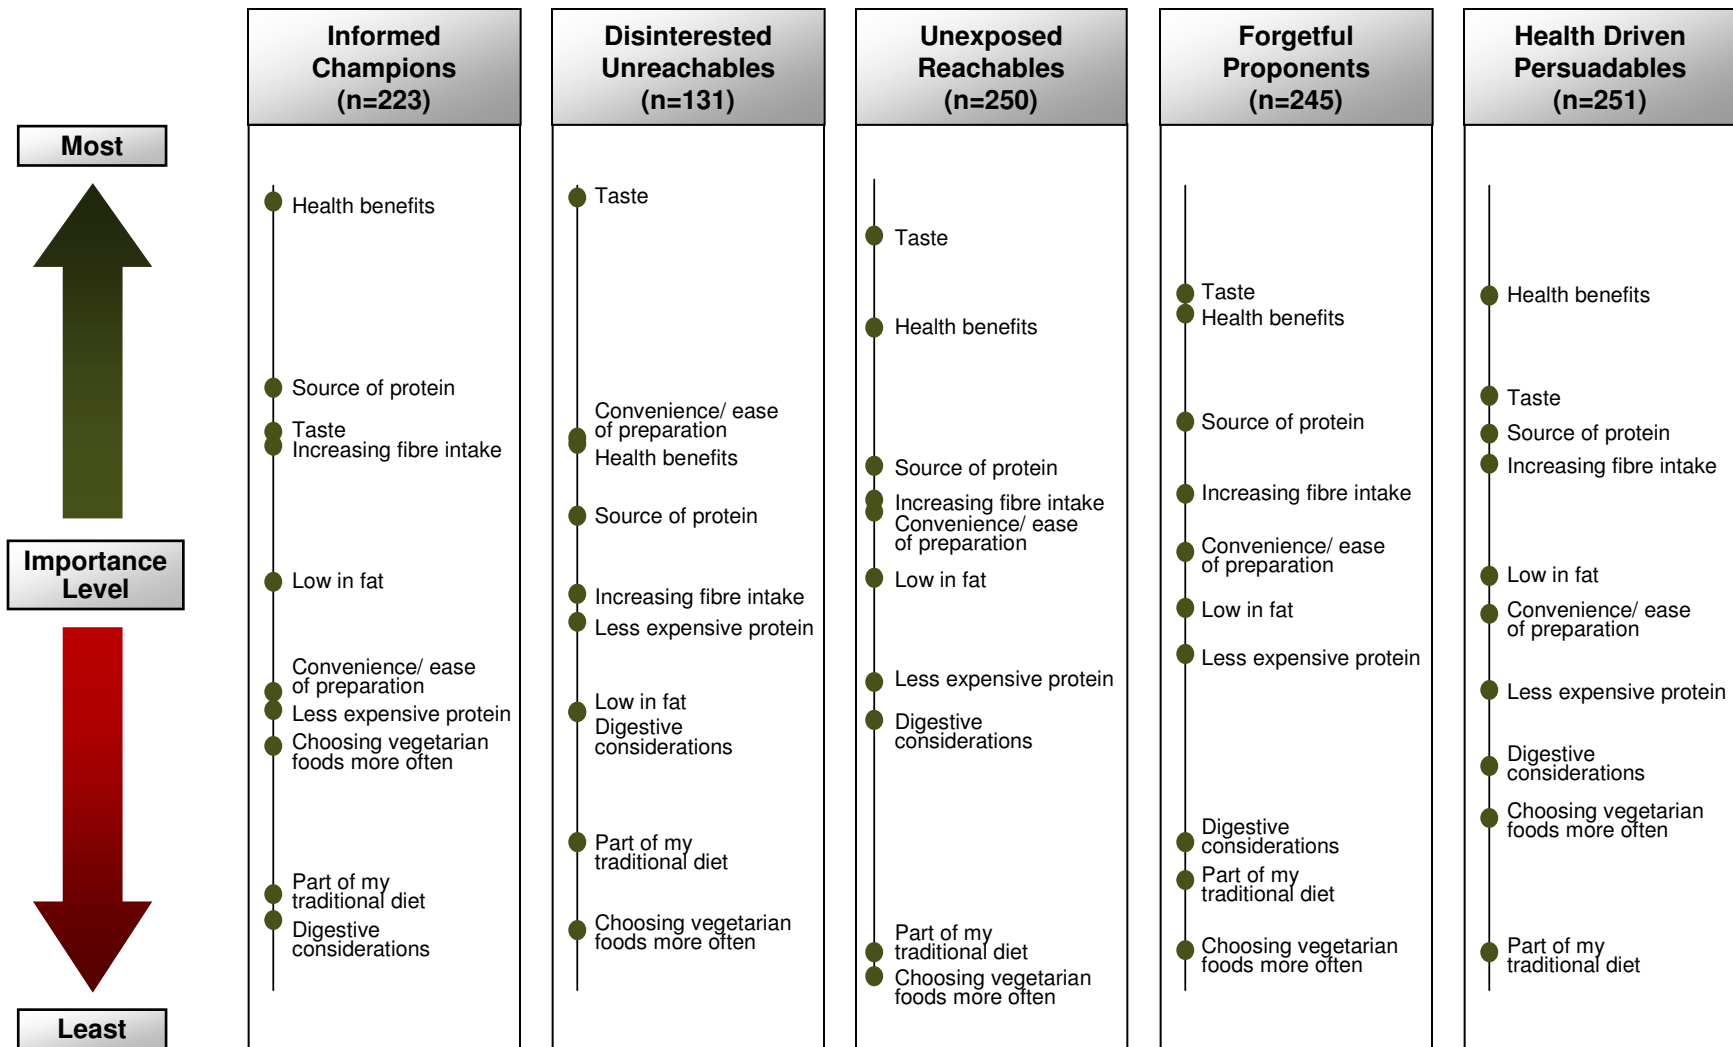 Informed
Champions
(n=223)
Disinterested
Unreachables
(n=131)
Unexposed
Reachables
(n=250)
Forgetful
Proponents
(n=245)
Health Driven
Persuadables
(n=251)
Most
Importance
Level
Least
Health benefits
Source of protein
Taste
Increasing fibre intake
Low in fat
Convenience/ ease
of preparation
Less expensive protein
Choosing vegetarian
foods more often
Part of my
traditional diet
Digestive
considerations
Taste
Convenience/ ease
of preparation
Health benefits
Source of protein
Increasing fibre intake
Less expensive protein
Low in fat
Digestive
considerations
Part of my
traditional diet
Choosing vegetarian
foods more often
Taste
Health benefits
Source of protein
Increasing fibre intake
Convenience/ ease
of preparation
Low in fat
Less expensive protein
Digestive
considerations
Part of my
traditional diet
Choosing vegetarian
foods more often
Taste
Health benefits
Source of protein
Increasing fibre intake
Convenience/ ease
of preparation
Low in fat
Less expensive protein
Digestive
considerations
Part of my
traditional diet
Choosing vegetarian
foods more often
Health benefits
Taste
Source of protein
Increasing fibre intake
Low in fat
Convenience/ ease
of preparation
Less expensive protein
Digestive
considerations
Choosing vegetarian
foods more often
Part of my
traditional diet